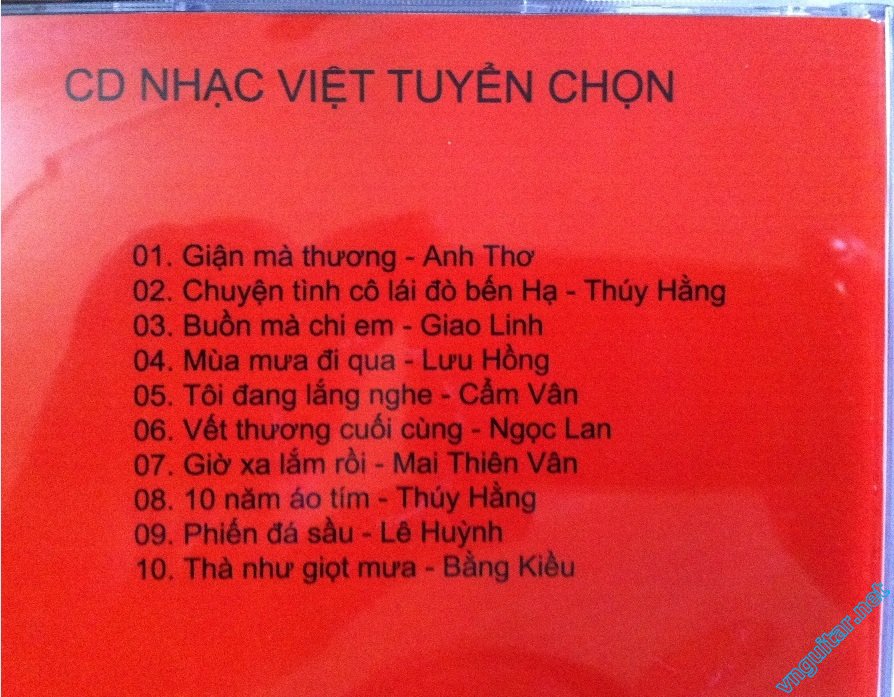 CD NHẠC VIỆT TUYỂN CHỌN
01. Giận mà thương - Anh Thơ
02. Chuyện tình cô lái đò bến Hạ - Thúy Hằng
03. Buồn mà chi em - Giao Linh
04. Mùa mưa đi qua - Lưu Hồng
05. Tôi đang lắng nghe - Cẩm Vân
06. Vết thương cuối cùng - Ngọc Lan
07. Giờ xa lắm rồi - Mai Thiên Vân
08. 10 năm áo tím - Thúy Hằng
09. Phiến đá sầu - Lê Huỳnh
10. Thà như giọt mưa - Bằng Kiều
vnguitar.net